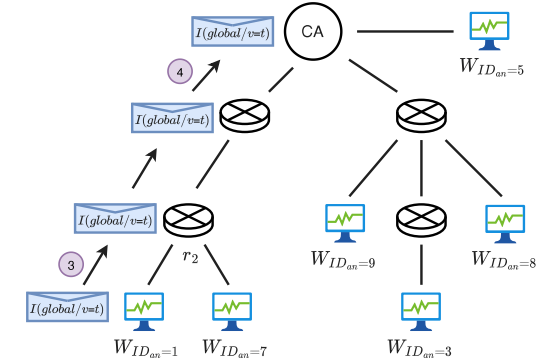 I(global/v=t)
CA
W_{ID_{an}=5}
4
I(global/v=t)
I(global/v=t)
r_2
3
W_{ID_{an}=9}
W_{ID_{an}=8}
I(global/v=t)
W_{ID_{an}=1}
W_{ID_{an}=7}
W_{ID_{an}=3}